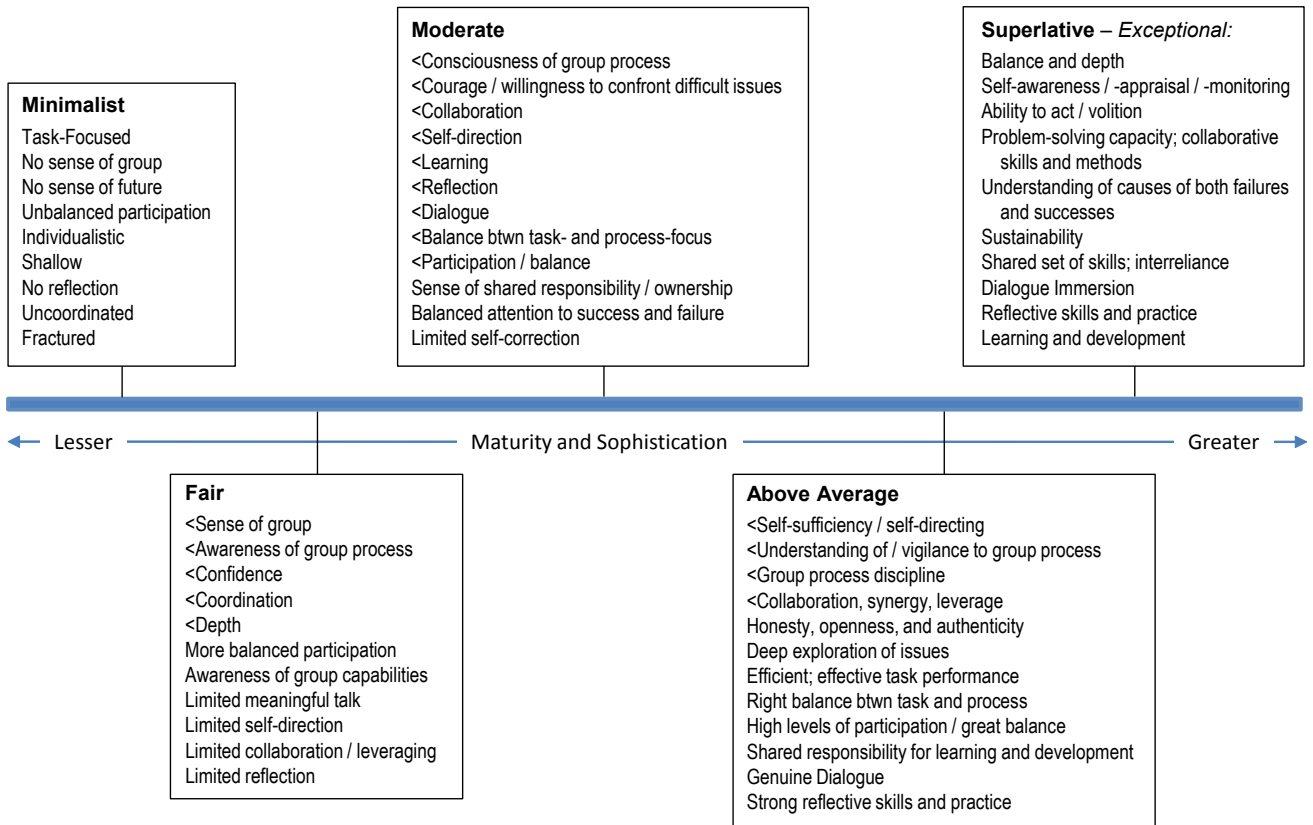 Minimalist
Task-Focused
No sense of group
No sense of future
Unbalanced participation
Individualistic
Shallow
No reflection
Uncoordinated
Fractured
Moderate
<Consciousness of group process
<Courage / willingness to confront difficult issues
<Collaboration
<Self-direction
<Learning
<Reflection
<Dialogue
<Balance btwn task- and process-focus
<Participation / balance
Sense of shared responsibility / ownership
Balanced attention to success and failure
Limited self-correction
Superlative – Exceptional:
Balance and depth
Self-awareness / -appraisal / -monitoring
Ability to act / volition
Problem-solving capacity; collaborative
skills and methods
Understanding of causes of both failures
and successes
Sustainability
Shared set of skills; interreliance
Dialogue Immersion
Reflective skills and practice
Learning and development
Lesser Maturity and Sophistication Greater
Fair
<Sense of group
<Awareness of group process
<Confidence
<Coordination
<Depth
More balanced participation
Awareness of group capabilities
Limited meaningful talk
Limited self-direction
Limited collaboration / leveraging
Limited reflection
Above Average
<Self-sufficiency / self-directing
<Understanding of / vigilance to group process
<Group process discipline
<Collaboration, synergy, leverage
Honesty, openness, and authenticity
Deep exploration of issues
Efficient; effective task performance
Right balance btwn task and process
High levels of participation / great balance
Shared responsibility for learning and development
Genuine Dialogue
Strong reflective skills and practice